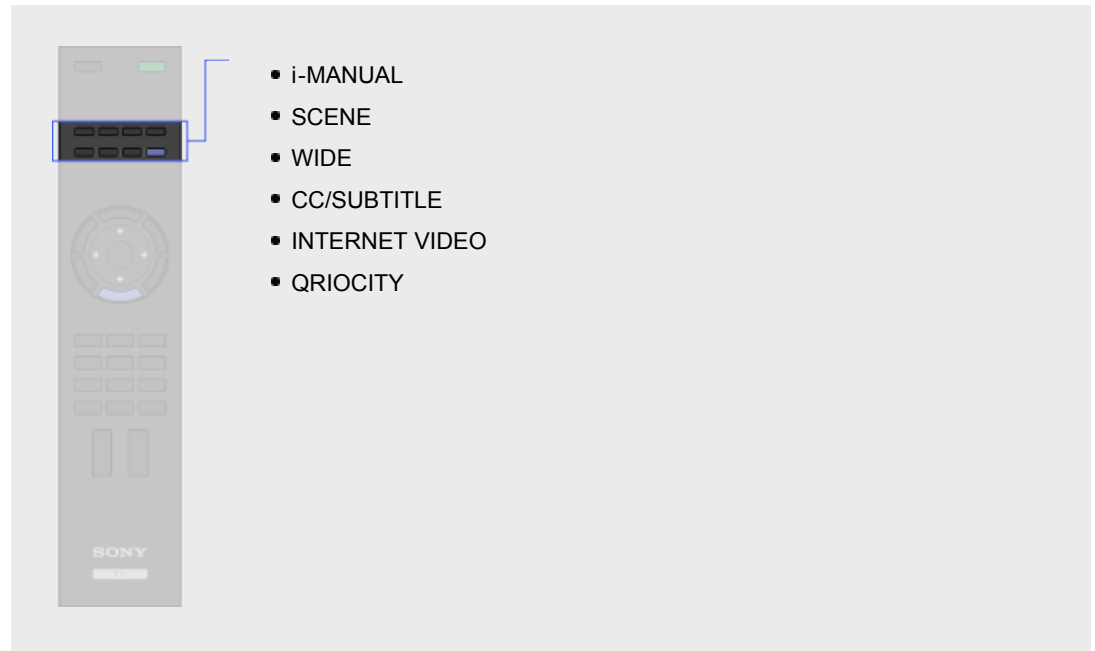 i-MANUAL
SCENE
WIDE
CC/SUBTITLE
INTERNET VIDEO
QRIOCITY
SONY